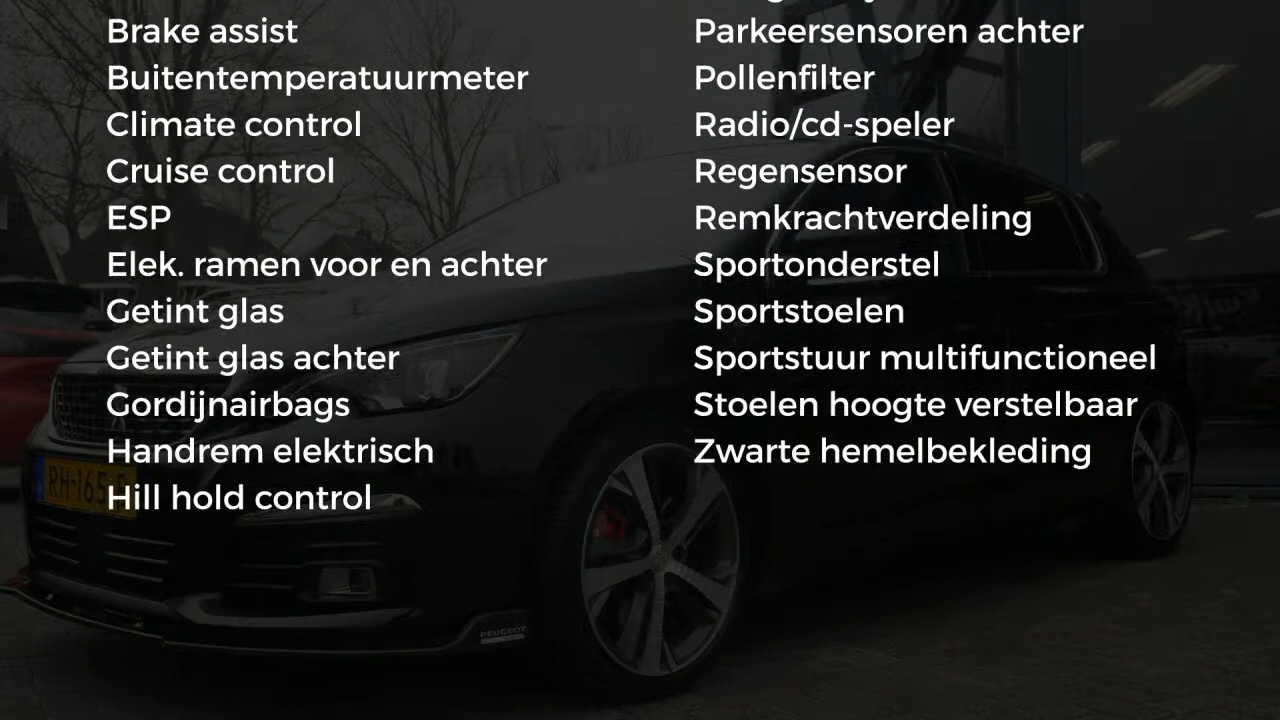 Brake assist
Buitentemperatuurmeter
Climate control
Cruise control
ESP
Elek. ramen voor en achter
Getint glas
Getint glas achter
Gordijnairbags
Handrem elektrisch
Hill hold control
Parkeersensoren achter
Pollenfilter
Radio/cd-speler
Regensensor
Remkrachtverdeling
Sportonderstel
Sportstoelen
Sportstuur multifunctioneel
Stoelen hoogte verstelbaar
Zwarte hemelbekleding
PEUGEOT